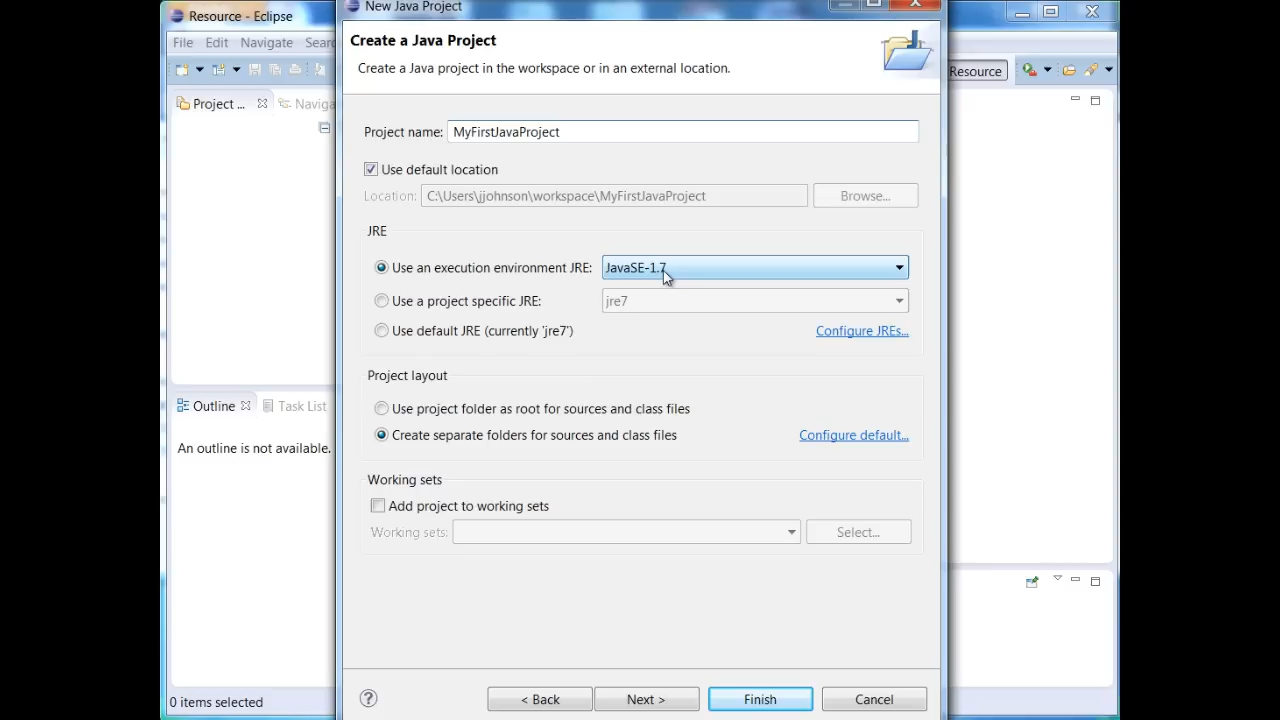 New Java Project
Resource - Eclipse
File Edit Navigate Sear
Create a Java Project
Create a Java project in the workspace or in an external location.
Resource
Project ... Naviga
Project name: MyFirstJavaProject
Use default location
Location: C:\Users\jjohnson\workspace\MyFirstJavaProject Browse...
JRE
Use an execution environment JRE: JavaSE-1.7
Use a project specific JRE: jre7
Use default JRE (currently 'jre7') Configure JREs...
Project layout
Outline Task List
Use project folder as root for sources and class files
Create separate folders for sources and class files Configure default...
An outline is not available.
Working sets
Add project to working sets
Working sets: Select...
0 items selected
? < Back Next > Finish Cancel